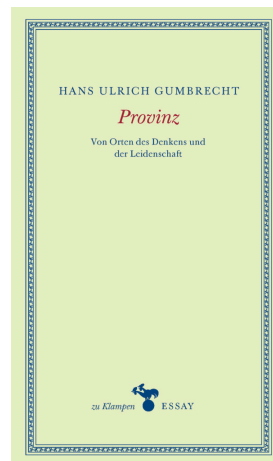 HANS ULRICH GUMBRECHT
Provinz
Von Orten des Denkens und
der Leidenschaft
zu Klampen ESSAY